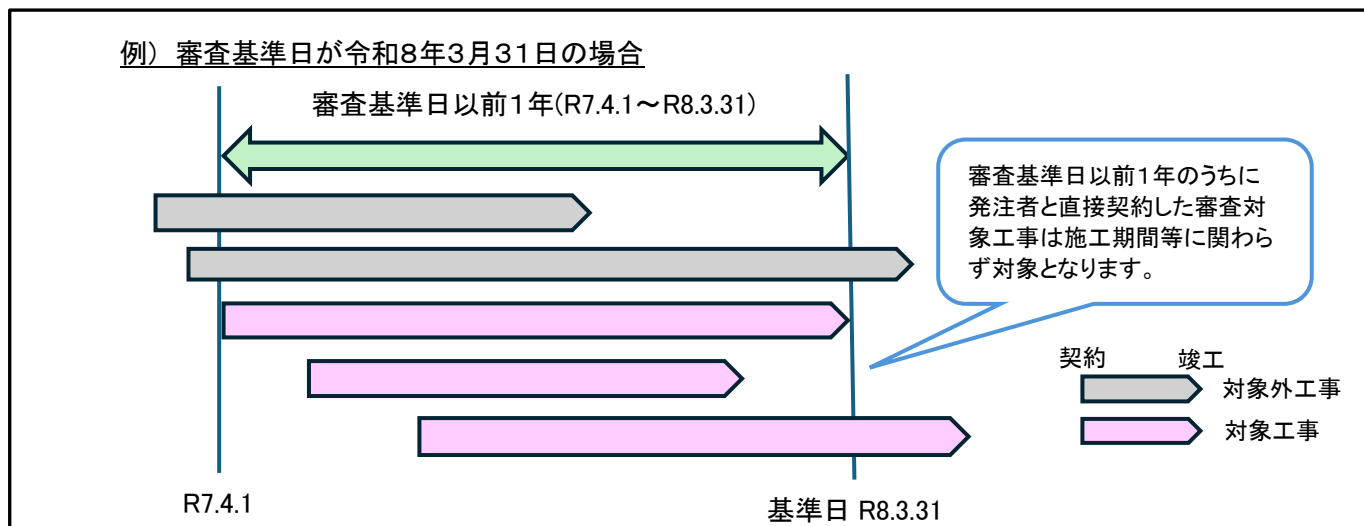 例） 審査基準日が令和８年３月３１日の場合
審査基準日以前１年(R7.4.1～R8.3.31)
審査基準日以前１年のうちに
発注者と直接契約した審査対
象工事は施工期間等に関わら
ず対象となります。
契約 竣工
対象外工事
対象工事
R7.4.1
基準日 R8.3.31